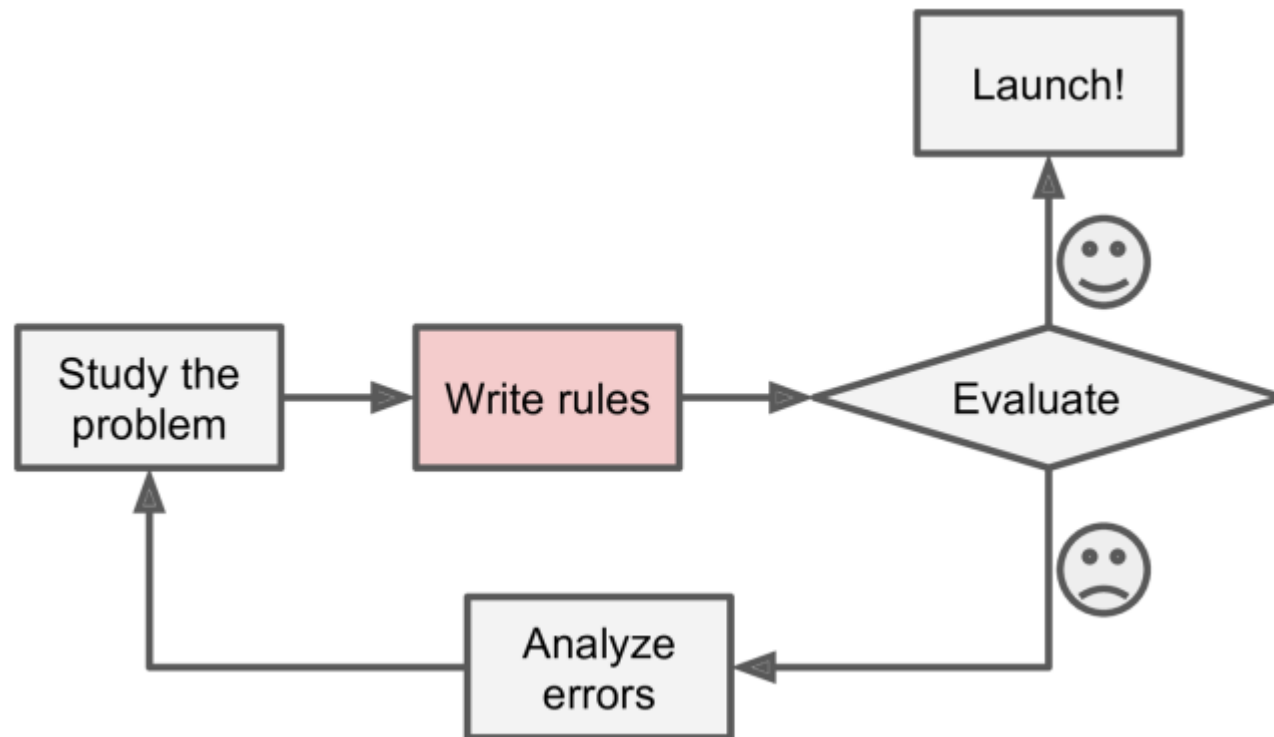 Launch!
Study the
problem
Write rules
Evaluate
Analyze
errors